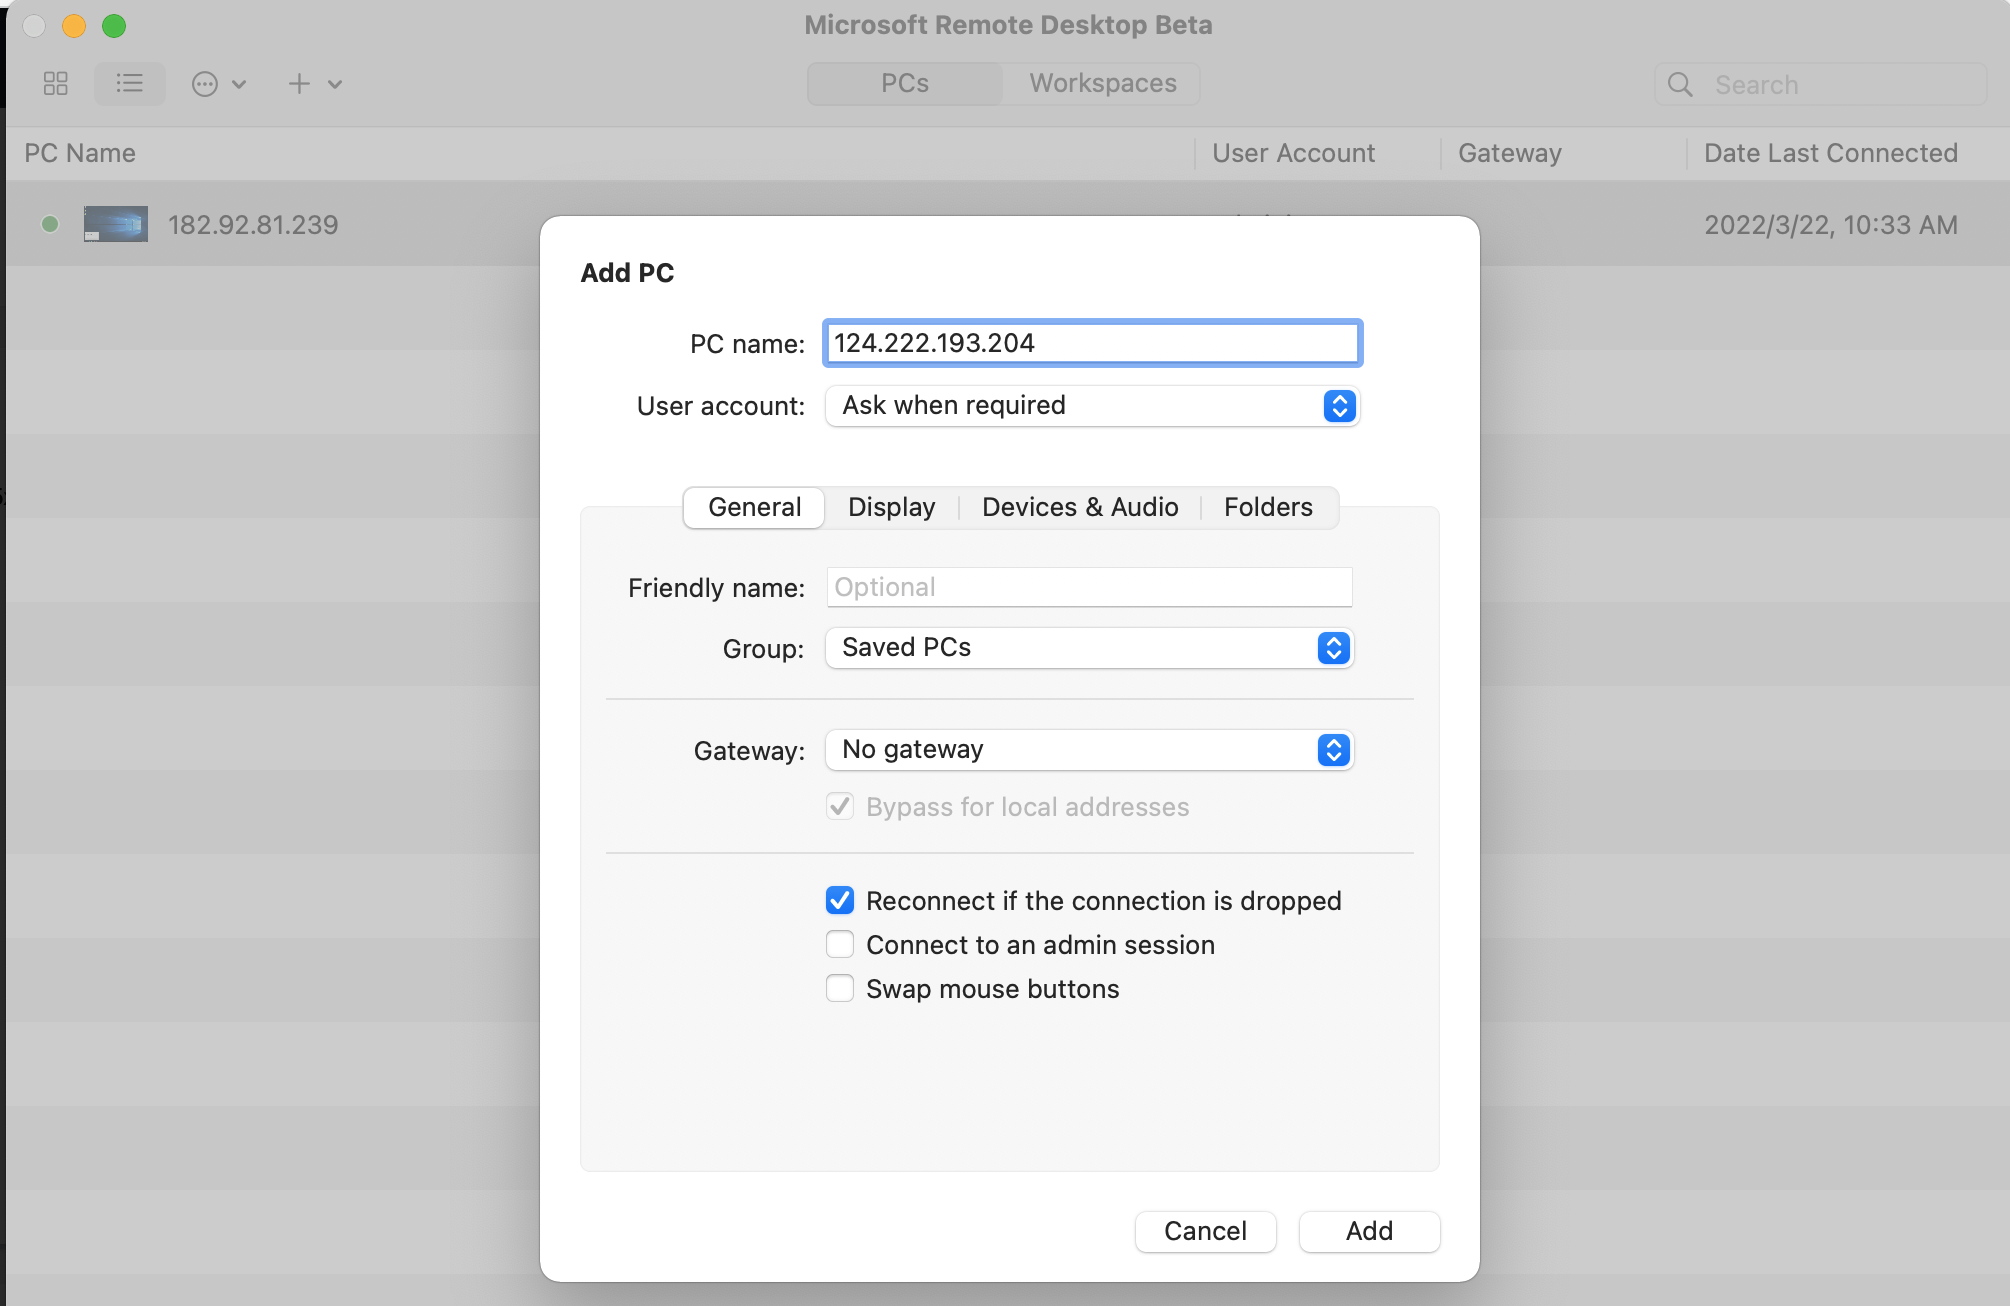 Microsoft Remote Desktop Beta
PCs Workspaces Search
PC Name User Account Gateway Date Last Connected
182.92.81.239 2022/3/22, 10:33 AM
Add PC
PC name: 124.222.193.204
User account: Ask when required
General Display Devices & Audio Folders
Friendly name: Optional
Group: Saved PCs
Gateway: No gateway
Bypass for local addresses
Reconnect if the connection is dropped
Connect to an admin session
Swap mouse buttons
Cancel Add